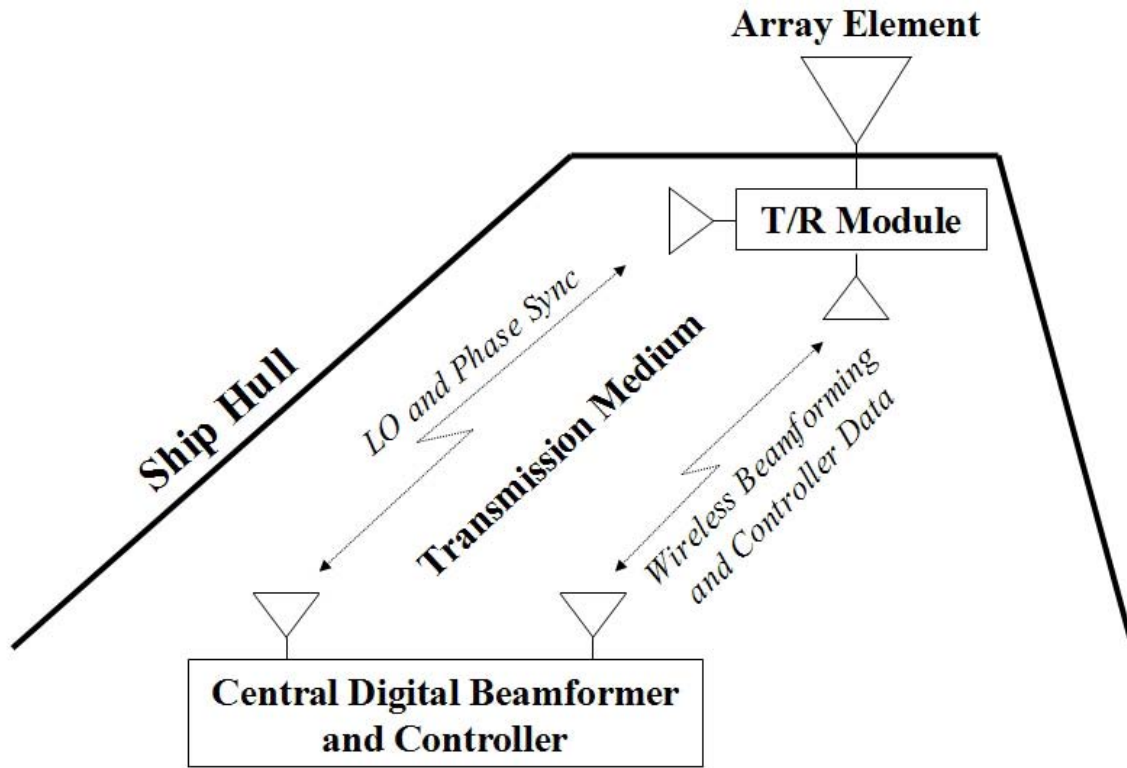 Array Element
T/R Module
LO and Phase Sync
Ship Hull
Transmission Medium
Wireless Beamforming
and Controller Data
Central Digital Beamformer
and Controller